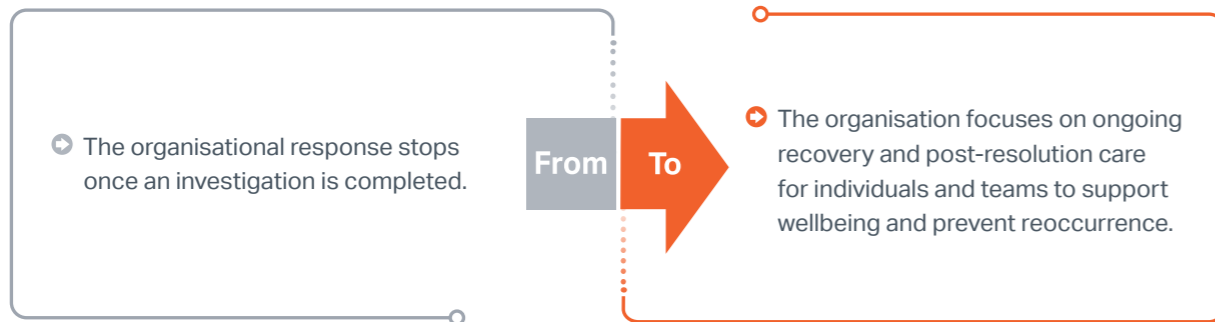 The organisational response stops
once an investigation is completed.
From
To
The organisation focuses on ongoing
recovery and post-resolution care
for individuals and teams to support
wellbeing and prevent reoccurrence.